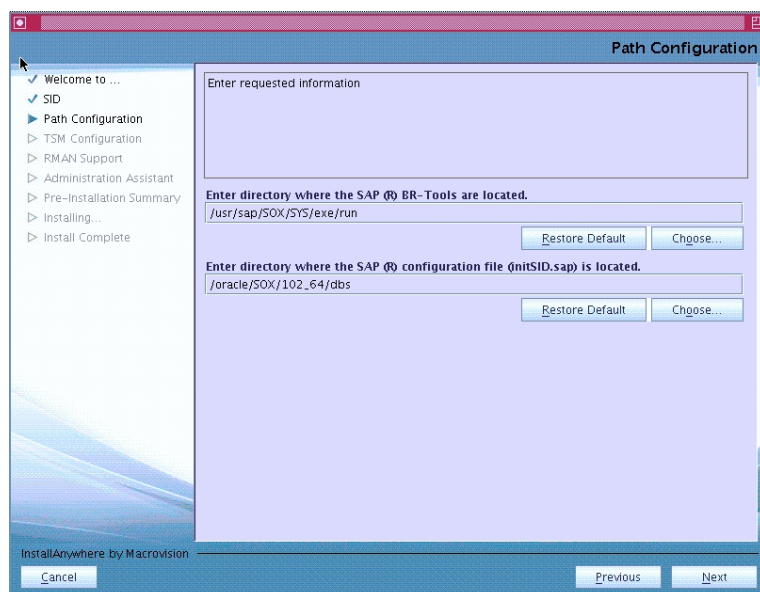 Path Configuration
Welcome to ...
SID
Path Configuration
TSM Configuration
RMAN Support
Administration Assistant
Pre-Installation Summary
Installing...
Install Complete
Enter requested information
Enter directory where the SAP (R) BR-Tools are located.
/usr/sap/SOX/SYS/exe/run
Restore Default
Choose...
Enter directory where the SAP (R) configuration file (initSID.sap) is located.
/oracle/SOX/102_64/dbs
Restore Default
Choose...
InstallAnywhere by Macrovision
Cancel
Previous
Next